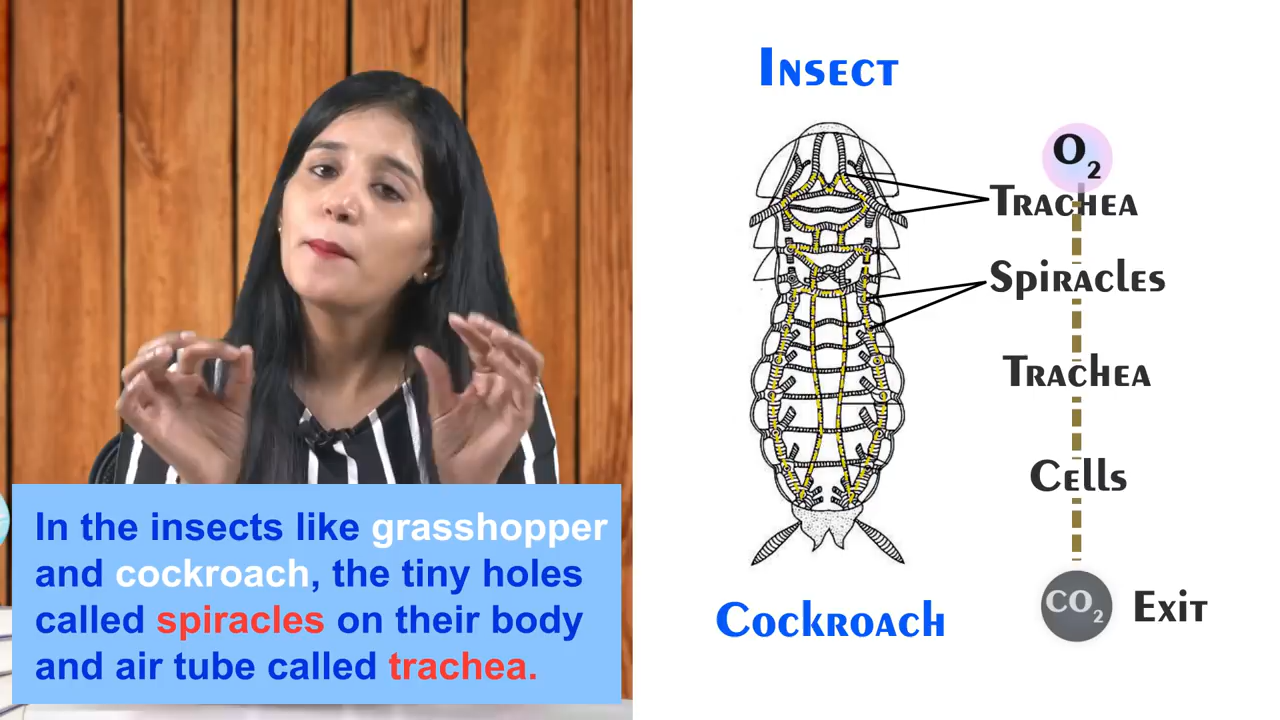 INSECT
O2
TRACHEA
SPIRACLES
TRACHEA
CELLS
CO2 EXIT
COCKROACH
In the insects like grasshopper
and cockroach, the tiny holes
called spiracles on their body
and air tube called trachea.